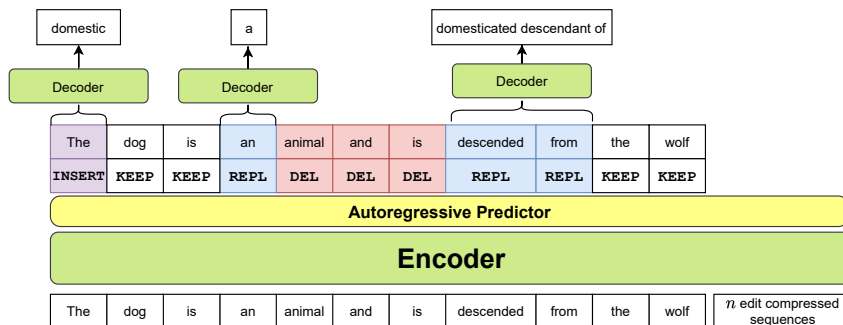 domestic a domesticated descendant of
Decoder Decoder Decoder
The dog is an animal and is descended from the wolf
INSERT KEEP KEEP REPL DEL DEL DEL REPL REPL KEEP KEEP
Autoregressive Predictor
Encoder
The dog is an animal and is descended from the wolf
n edit compressed
sequences